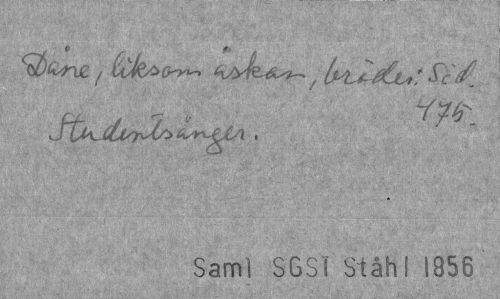 Dåne, liksom åskan, bröder: Sid.
475.
Studentsånger.
Saml SGSI Ståhl 1856